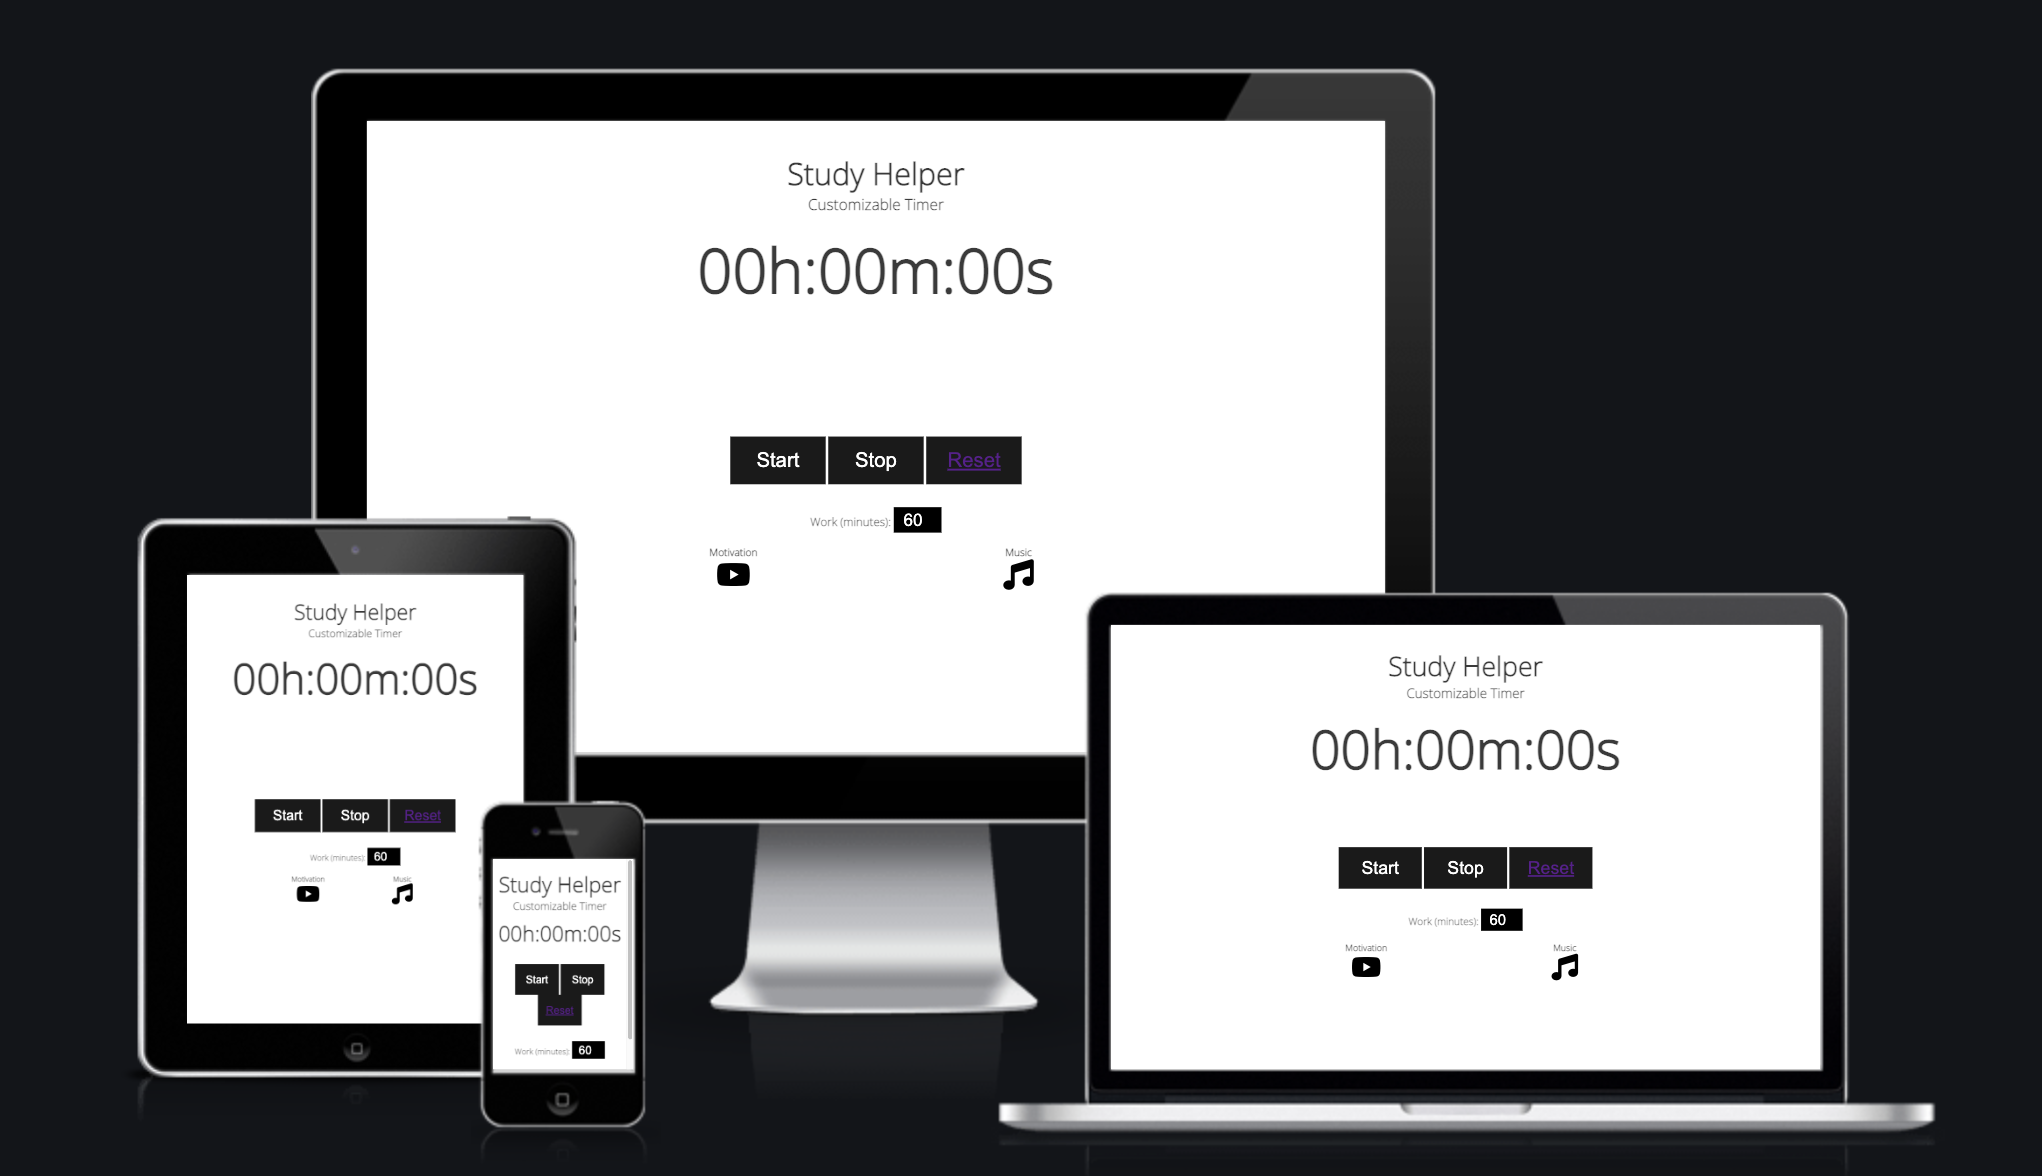 Study Helper
Customizable Timer
00h:00m:00s
Start Stop Reset
Work (minutes): 60
Motivation Music
Study Helper
Customizable Timer
00h:00m:00s
Start Stop Reset
Work (minutes): 60
Motivation Music
Study Helper
Customizable Timer
00h:00m:00s
Start Stop
Reset
Work (minutes): 60
Study Helper
Customizable Timer
00h:00m:00s
Start Stop Reset
Work (minutes): 60
Motivation Music